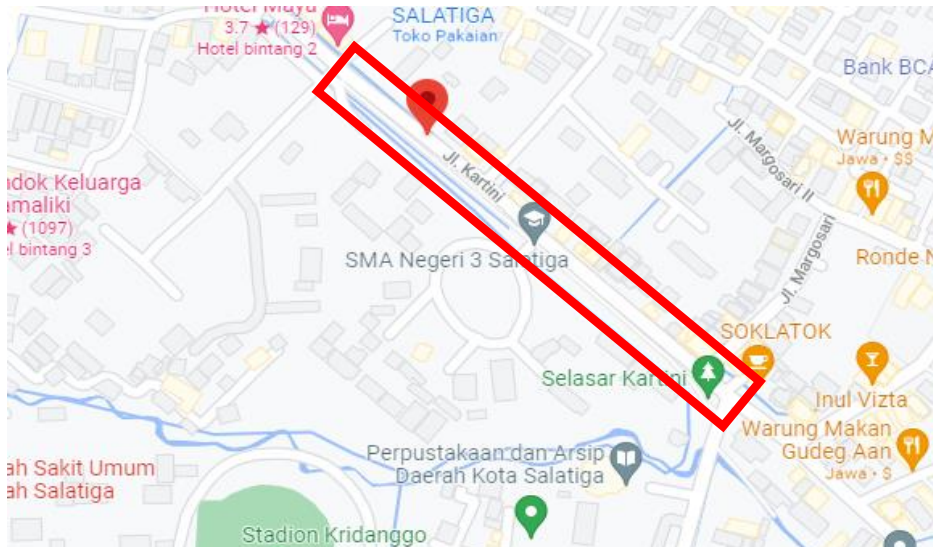 Hotel Maya
3.7 ★ (129)
Hotel bintang 2
SALATIGA
Toko Pakaian
Bank BCA
Jl. Margosari II
Warung M
Jawa • $$
dok Keluarga
maliki
★ (1097)
el bintang 3
Jl. Kartini
SMA Negeri 3 Salatiga
Jl. Margosari
Ronde N
SOKLATOK
Selasar Kartini
Inul Vizta
Warung Makan
Gudeg Aan
Jawa • $
Perpustakaan dan Arsip
Daerah Kota Salatiga
ah Sakit Umum
ah Salatiga
Stadion Kridanggo